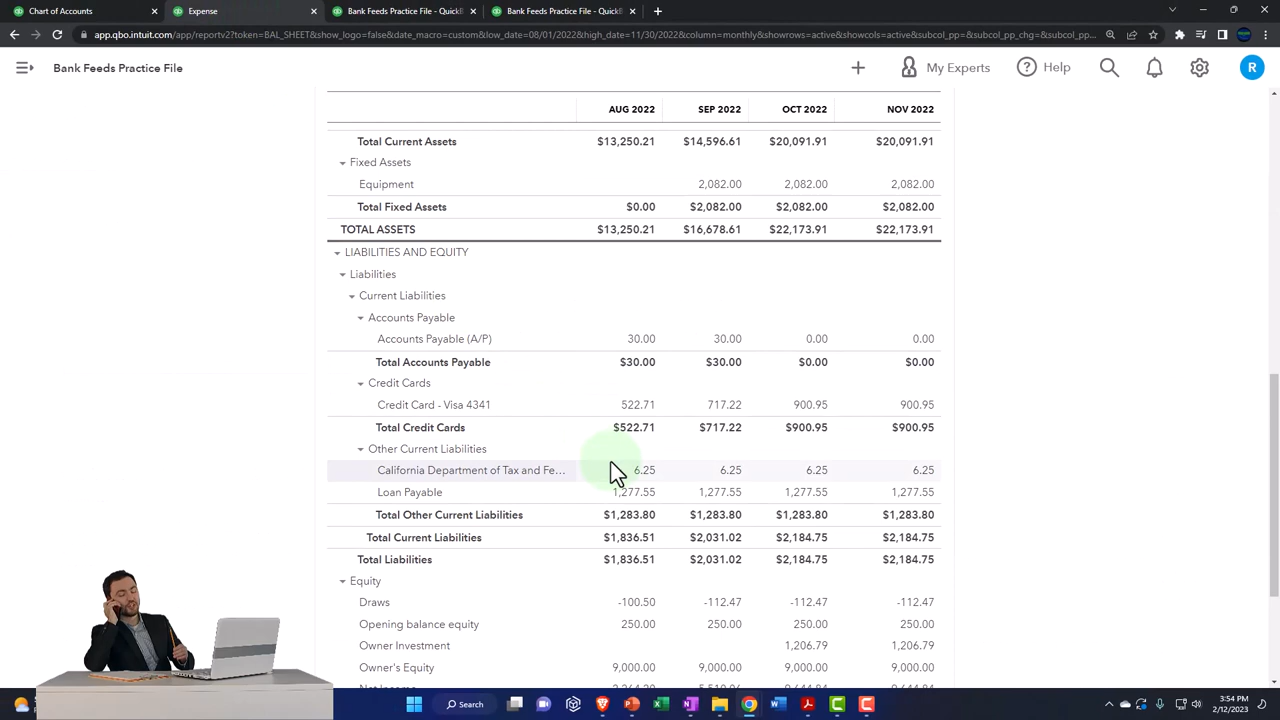 Chart of Accounts × Expense × Bank Feeds Practice File - QuickB × Bank Feeds Practice File - QuickB × +
app.qbo.intuit.com/app/reportv2?token=BAL_SHEET&show_logo=false&date_macro=custom&low_date=08/01/2022&high_date=11/30/2022&column=monthly&showrows=active&subcol_pp=&subcol_pp_chg=&subcol_pp...
Bank Feeds Practice File My Experts Help R
AUG 2022 SEP 2022 OCT 2022 NOV 2022
Total Current Assets $13,250.21 $14,596.61 $20,091.91 $20,091.91
Fixed Assets
Equipment 2,082.00 2,082.00 2,082.00
Total Fixed Assets $0.00 $2,082.00 $2,082.00 $2,082.00
TOTAL ASSETS $13,250.21 $16,678.61 $22,173.91 $22,173.91
LIABILITIES AND EQUITY
Liabilities
Current Liabilities
Accounts Payable
Accounts Payable (A/P) 30.00 30.00 0.00 0.00
Total Accounts Payable $30.00 $30.00 $0.00 $0.00
Credit Cards
Credit Card - Visa 4341 522.71 717.22 900.95 900.95
Total Credit Cards $522.71 $717.22 $900.95 $900.95
Other Current Liabilities
California Department of Tax and Fe... 6.25 6.25 6.25 6.25
Loan Payable 1,277.55 1,277.55 1,277.55 1,277.55
Total Other Current Liabilities $1,283.80 $1,283.80 $1,283.80 $1,283.80
Total Current Liabilities $1,836.51 $2,031.02 $2,184.75 $2,184.75
Total Liabilities $1,836.51 $2,031.02 $2,184.75 $2,184.75
Equity
Draws -100.50 -112.47 -112.47 -112.47
Opening balance equity 250.00 250.00 250.00 250.00
Owner Investment 1,206.79 1,206.79
Owner's Equity 9,000.00 9,000.00 9,000.00 9,000.00
Search
3:54 PM
2/12/2023